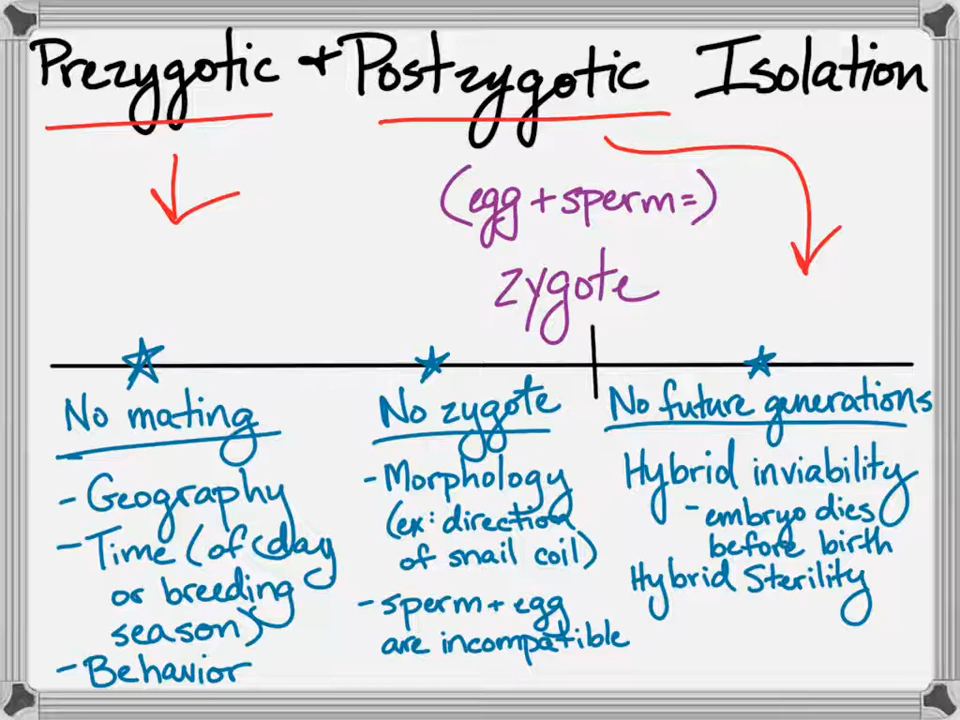 Prezygotic + Postzygotic Isolation
(egg + sperm =)
zygote
No mating
- Geography
- Time (of day
or breeding
season)
- Behavior
No zygote
- Morphology
(ex: direction
of snail coil)
- sperm + egg
are incompatible
No future generations
Hybrid inviability
- embryo dies
before birth
Hybrid Sterility